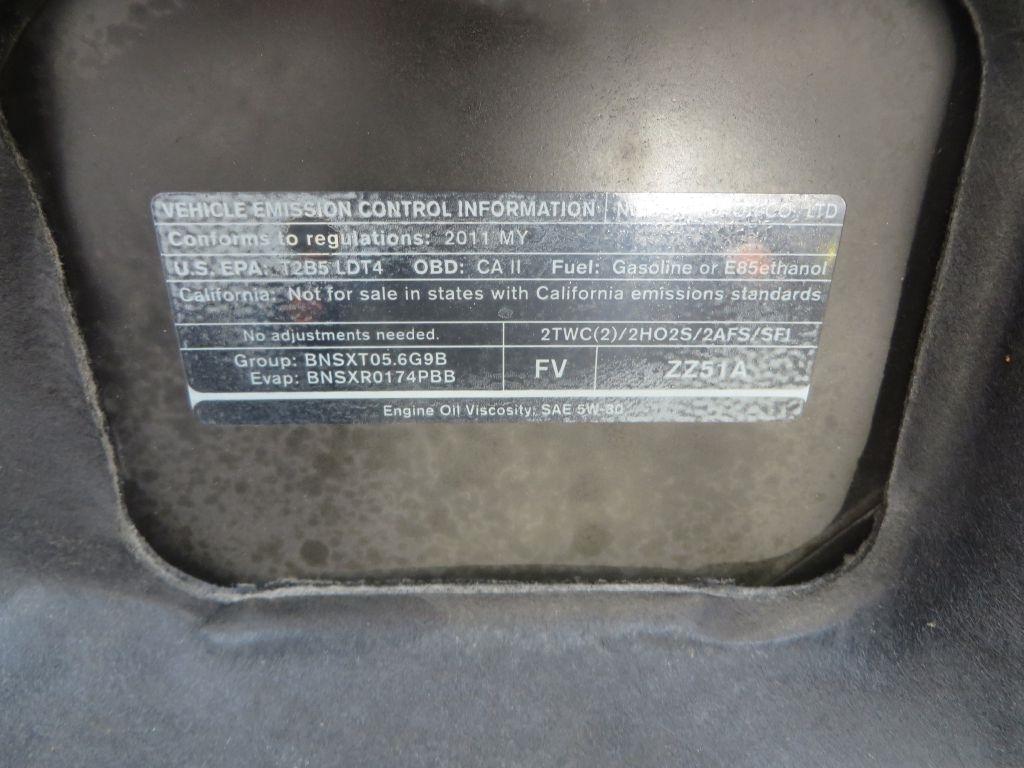 VEHICLE EMISSION CONTROL INFORMATION CO, LTD
Conforms to regulations: 2011 MY
U.S. EPA: T2B5 LDT4 OBD: CA II Fuel: Gasoline or E85ethanol
California: Not for sale in states with California emissions standards
No adjustments needed. 2TWC(2)/2HO2S/2AFS/SFI
Group: BNSXT05.6G9B
Evap: BNSXR0174PBB
FV
ZZ51A
Engine Oil Viscosity: SAE 5W-30